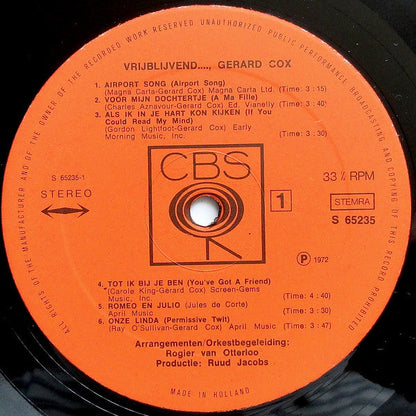 ALL RIGHTS OF THE MANUFACTURER AND OF THE OWNER OF THE RECORDED WORK RESERVED UNAUTHORIZED PUBLIC PERFORMANCE BROADCASTING AND COPYING OF THIS RECORD PROHIBITED
VRIJBLIJVEND...., GERARD COX
1. AIRPORT SONG (Airport Song)
(Magna Carta-Gerard Cox) Magna Carta Ltd. (Time: 3:15)
2. VOOR MIJN DOCHTERTJE (A Ma Fille)
(Charles Aznavour-Gerard Cox) Ed. Vianelly (Time: 3:40)
3. ALS IK IN JE HART KON KIJKEN (If You
Could Read My Mind)
(Gordon Lightfoot-Gerard Cox) Early
Morning Music, Inc. (Time: 3:30)
CBS
S 65235-1
STEREO
1
33⅓ RPM
STEMRA
S 65235
P 1972
4. TOT IK BIJ JE BEN (You've Got A Friend)
(Carole King-Gerard Cox) Screen-Gems
Music, Inc. (Time: 4:40)
5. ROMEO EN JULIO (Jules de Corte)
April Music (Time: 3:30)
6. ONZE LINDA (Permissive Twit)
(Ray O'Sullivan-Gerard Cox) April Music (Time: 3:47)
Arrangementen/Orkestbegeleiding:
Rogier van Otterloo
Productie: Ruud Jacobs
MADE IN HOLLAND